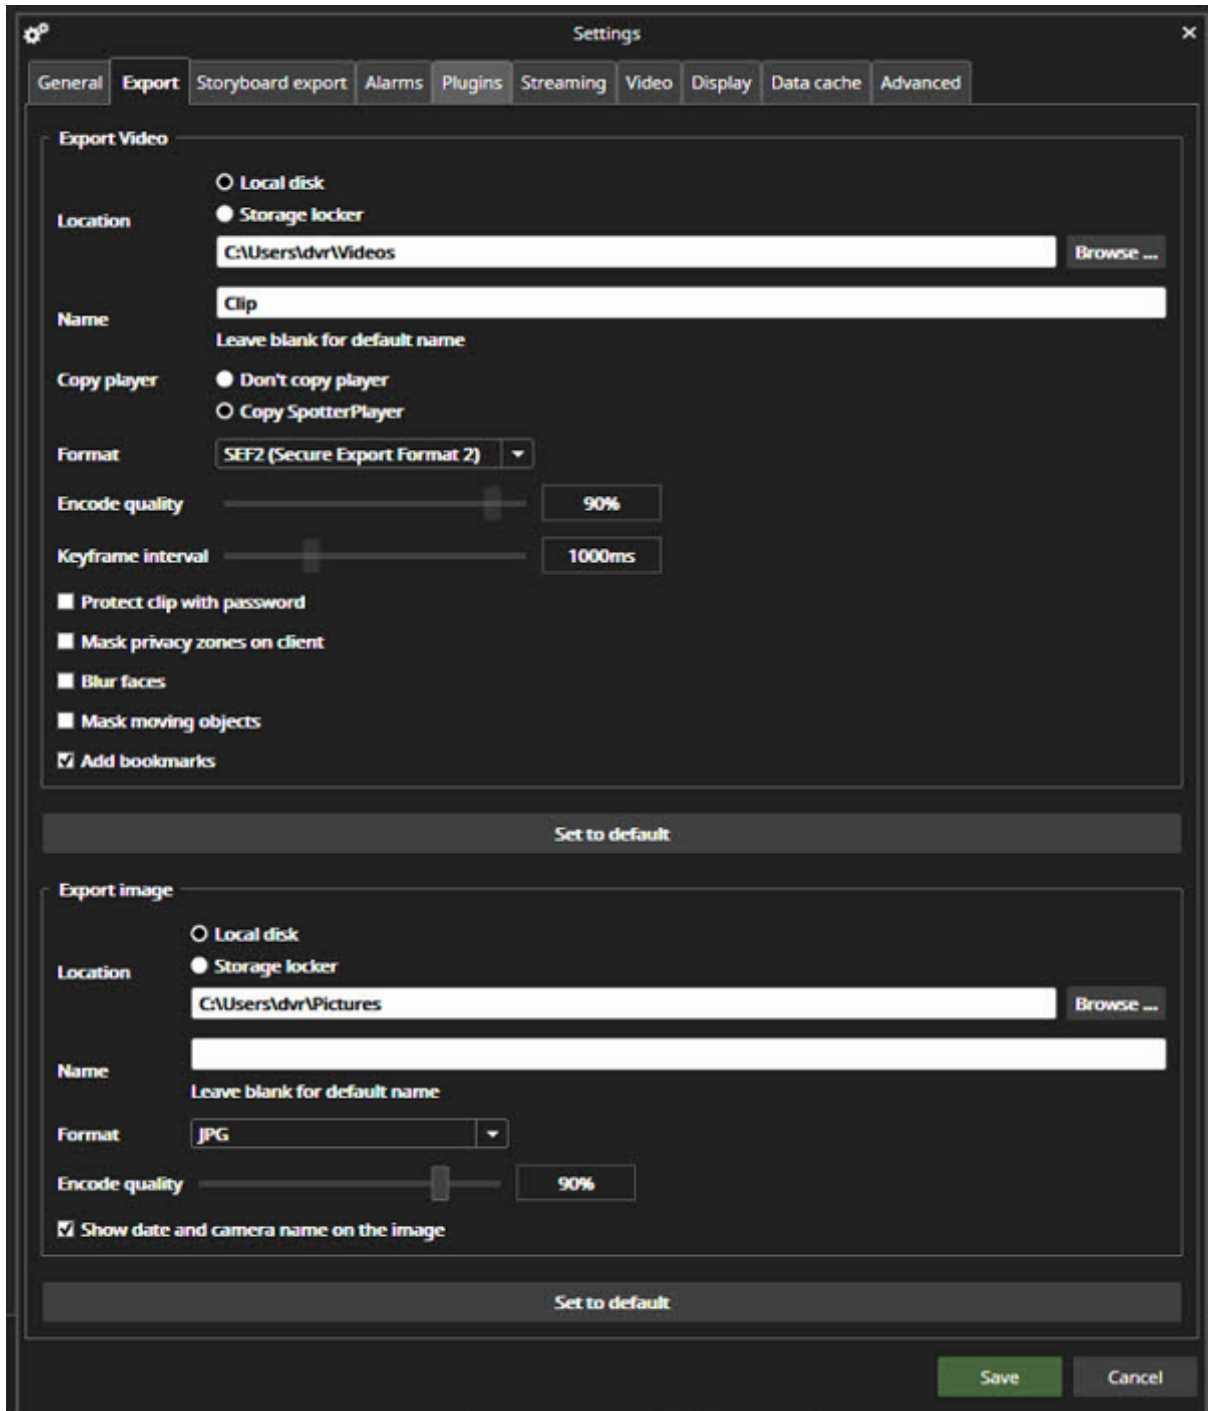 Settings
General Export Storyboard export Alarms Plugins Streaming Video Display Data cache Advanced
Export Video
Local disk
Location
Storage locker
C:\Users\dvr\Videos Browse ...
Clip
Name
Leave blank for default name
Copy player Don't copy player
Copy SpotterPlayer
Format SEF2 (Secure Export Format 2)
Encode quality 90%
Keyframe interval 1000ms
Protect clip with password
Mask privacy zones on client
Blur faces
Mask moving objects
Add bookmarks
Set to default
Export image
Local disk
Location
Storage locker
C:\Users\dvr\Pictures Browse ...
Name
Leave blank for default name
Format JPG
Encode quality 90%
Show date and camera name on the image
Set to default
Save Cancel